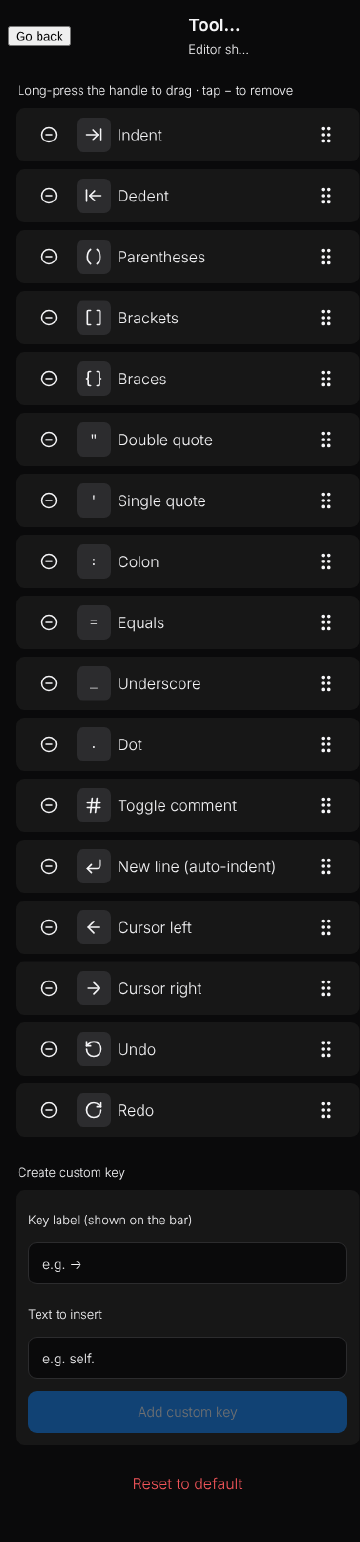 Go back
Tool...
Editor sh...
Long-press the handle to drag · tap – to remove
Indent
Dedent
( ) Parentheses
[ ] Brackets
{ } Braces
" Double quote
' Single quote
: Colon
= Equals
_ Underscore
. Dot
# Toggle comment
New line (auto-indent)
Cursor left
Cursor right
Undo
Redo
Create custom key
Key label (shown on the bar)
e.g. →
Text to insert
e.g. self.
Add custom key
Reset to default